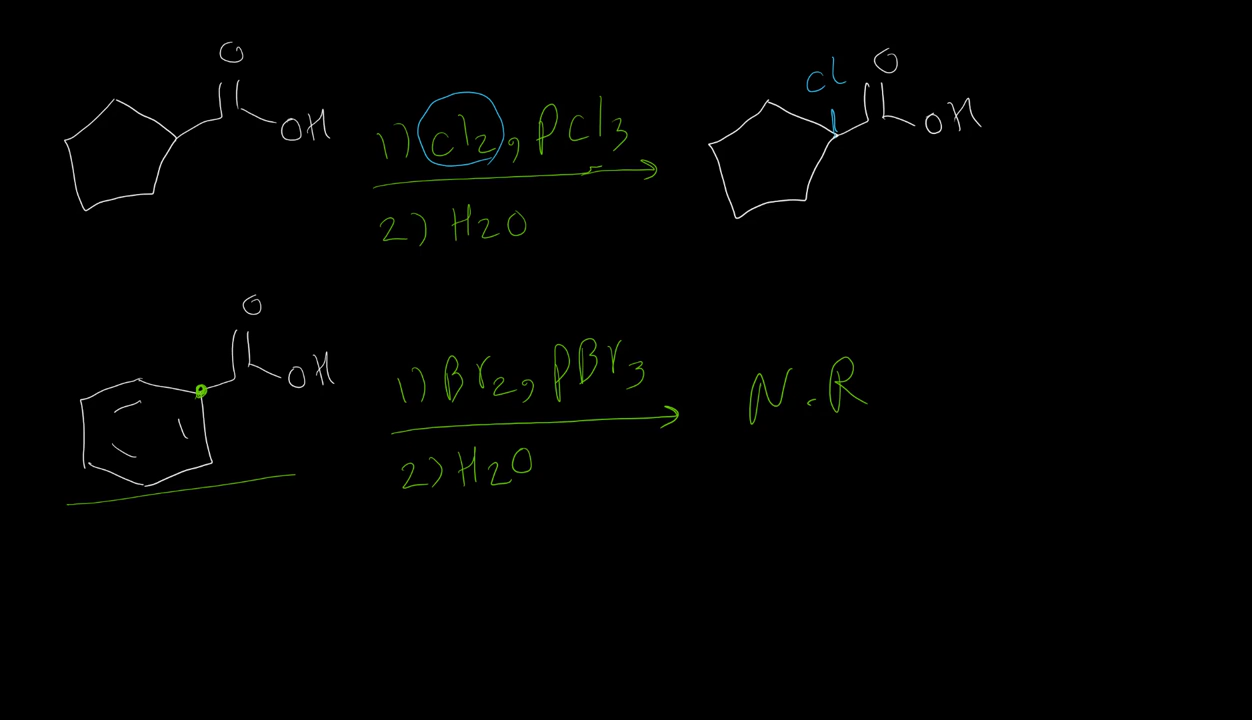 O
OH
1) Cl2, PCl3
2) H2O
Cl
O
OH
O
OH
1) Br2, PBr3
2) H2O
N.R